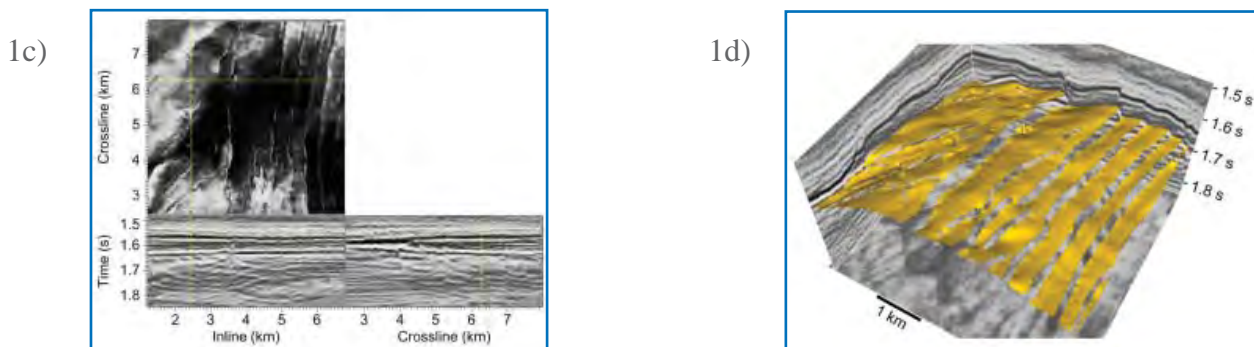 1c)
Crossline (km)
7
6
5
4
3
Time (s)
1.5
1.6
1.7
1.8
2 3 4 5 6 3 4 5 6 7
Inline (km) Crossline (km)
1d)
1.5 s
1.6 s
1.7 s
1.8 s
1 km